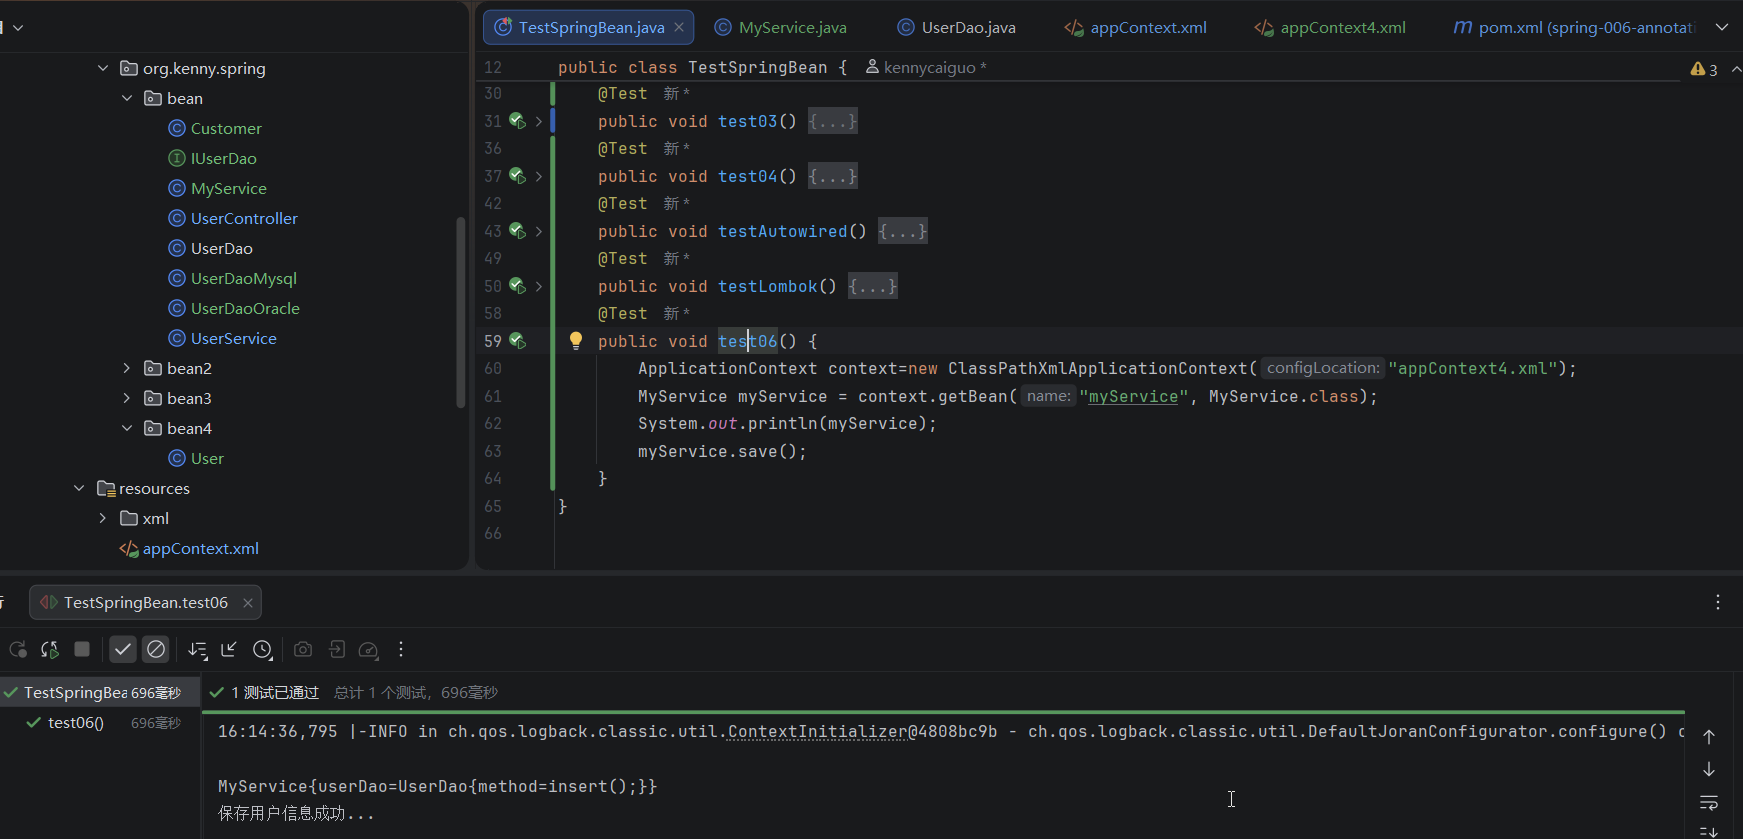 org.kenny.spring
bean
Customer
IUserDao
MyService
UserController
UserDao
UserDaoMysql
UserDaoOracle
UserService
bean2
bean3
bean4
User
resources
xml
appContext.xml
TestSpringBean.java MyService.java UserDao.java appContext.xml appContext4.xml pom.xml (spring-006-annotati
12 public class TestSpringBean { kennycaiguo *
3
30 @Test 新 *
31 public void test03() {...}
36 @Test 新 *
37 public void test04() {...}
42 @Test 新 *
43 public void testAutowired() {...}
49 @Test 新 *
50 public void testLombok() {...}
58 @Test 新 *
59 public void test06() {
60 ApplicationContext context=new ClassPathXmlApplicationContext( configLocation: "appContext4.xml");
61 MyService myService = context.getBean( name: "myService", MyService.class);
62 System.out.println(myService);
63 myService.save();
64 }
65 }
66
TestSpringBean.test06
TestSpringBea 696毫秒
test06() 696毫秒
1 测试已通过 总计 1 个测试，696毫秒
16:14:36,795 |-INFO in ch.qos.logback.classic.util.ContextInitializer@4808bc9b - ch.qos.logback.classic.util.DefaultJoranConfigurator.configure()
MyService{userDao=UserDao{method=insert();}}
保存用户信息成功...